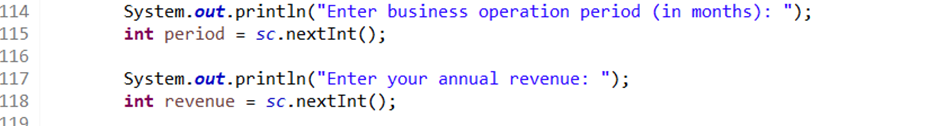 114 System.out.println("Enter business operation period (in months): ");
115 int period = sc.nextInt();
116
117 System.out.println("Enter your annual revenue: ");
118 int revenue = sc.nextInt();
119